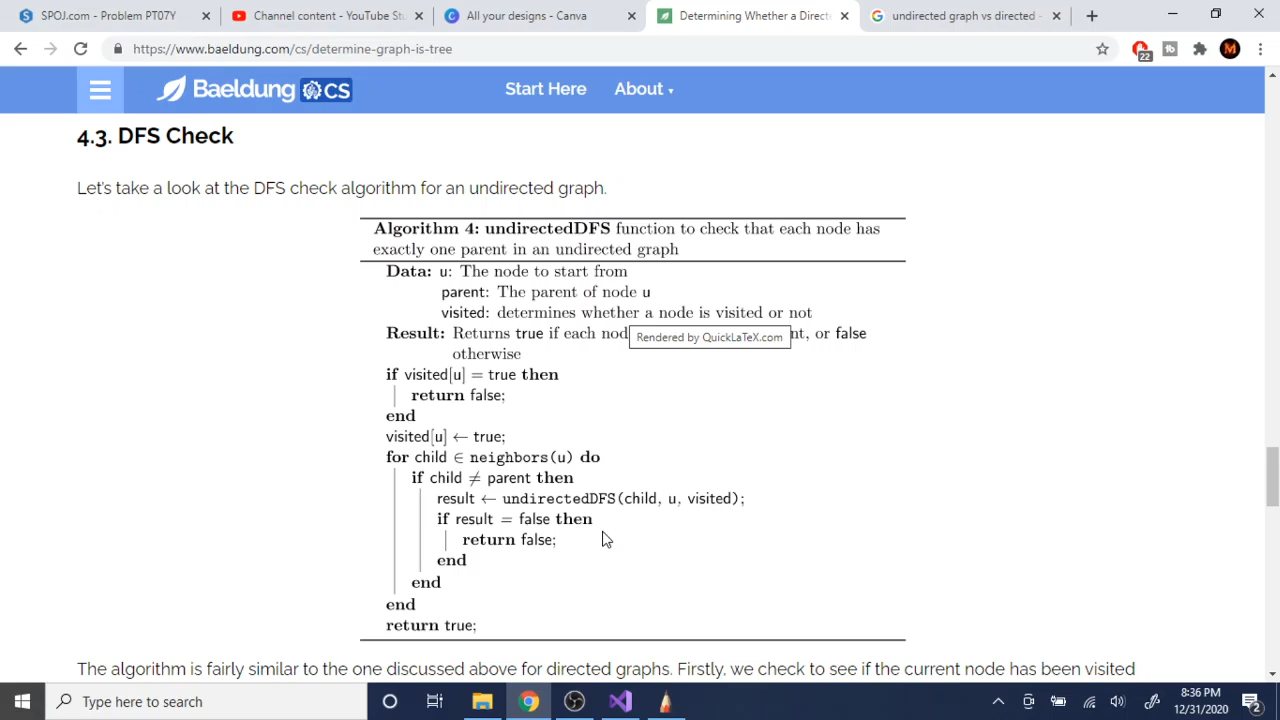 SPOJ.com - Problem PT07Y
Channel content - YouTube Stu
All your designs - Canva
Determining Whether a Directe
undirected graph vs directed -
https://www.baeldung.com/cs/determine-graph-is-tree
22
M
Baeldung CS
Start Here
About
4.3. DFS Check
Let's take a look at the DFS check algorithm for an undirected graph.
Algorithm 4: undirectedDFS function to check that each node has
exactly one parent in an undirected graph
Data: u: The node to start from
parent: The parent of node u
visited: determines whether a node is visited or not
Result: Returns true if each nod nt, or false
Rendered by QuickLaTeX.com
otherwise
if visited[u] = true then
return false;
end
visited[u] ← true;
for child ∈ neighbors(u) do
if child ≠ parent then
result ← undirectedDFS(child, u, visited);
if result = false then
return false;
end
end
end
return true;
The algorithm is fairly similar to the one discussed above for directed graphs. Firstly, we check to see if the current node has been visited
Type here to search
8:36 PM
12/31/2020
2